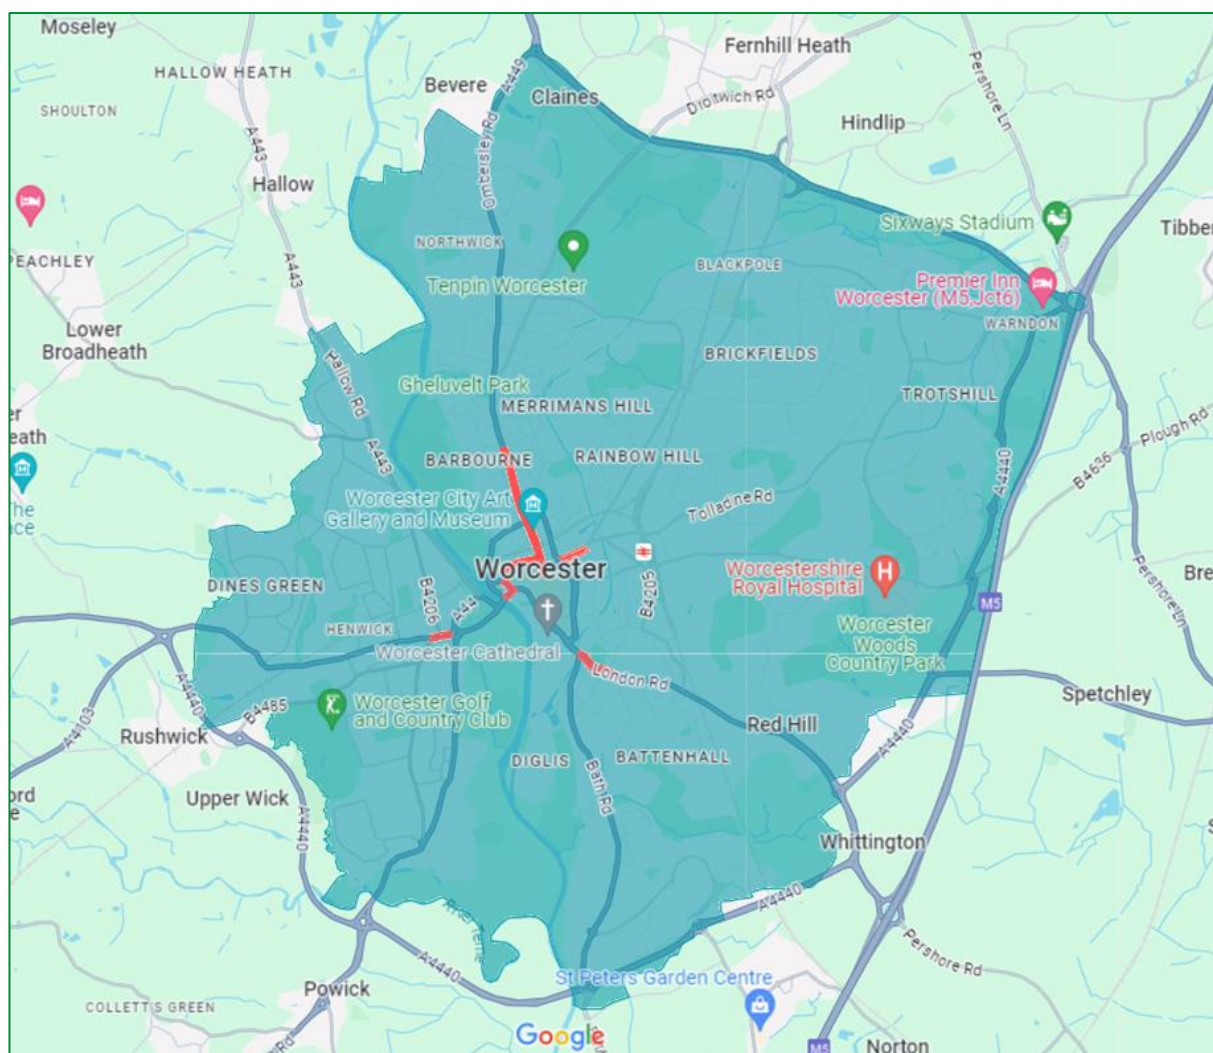 Moseley
Fernhill Heath
HALLOW HEATH
A449
Bevere
Claines
Droitwich Rd
Pershore Ln
SHOULTON
Hindlip
A443
Ombersley Rd
Hallow
Sixways Stadium
Tibber
NORTHWICK
PEACHLEY
A443
Tenpin Worcester
BLACKPOLE
Premier Inn
Worcester (M5,Jct6)
Lower
Broadheath
WARNDON
Hallow Rd
BRICKFIELDS
Gheluvelt Park
TROTSHILL
MERRIMANS HILL
er
eath
A443
Plough Rd
BARBOURNE
RAINBOW HILL
B4636
A4440
Worcester City Art
Gallery and Museum
Tolladine Rd
The
ace
Worcester
Worcestershire
Royal Hospital
H
DINES GREEN
B4206
A44
B4205
Bre
Pershore Ln
M5
HENWICK
Worcester
Woods
Country Park
Worcester Cathedral
London Rd
A4440
Spetchley
Worcester Golf
and Country Club
B4485
A4103
Rushwick
Red Hill
A4440
DIGLIS
BATTENHALL
Bath Rd
ord
e
Upper Wick
A4440
Whittington
A4440
River Teme
Pershore Rd
A4440
St Peters Garden Centre
Powick
COLLETT'S GREEN
Google
M5
Norton